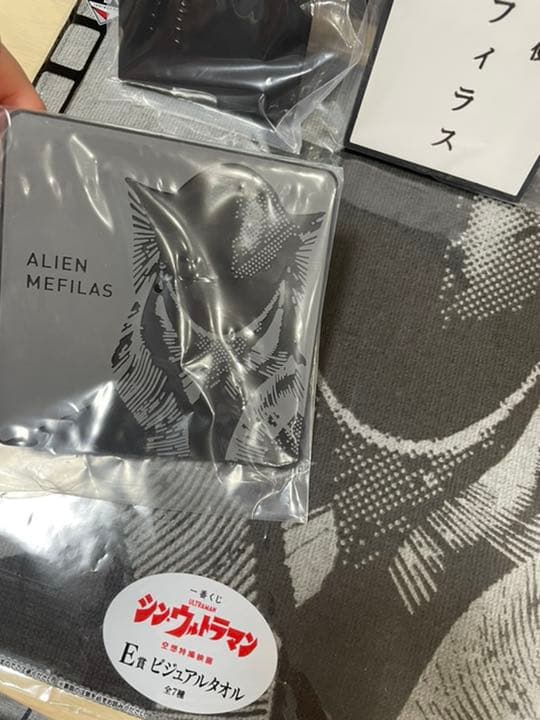 フィラス
ALIEN
MEFILAS
一番くじ
ULTRAMAN
シン・ウルトラマン
空想特撮映画
E賞 ビジュアルタオル
全7種